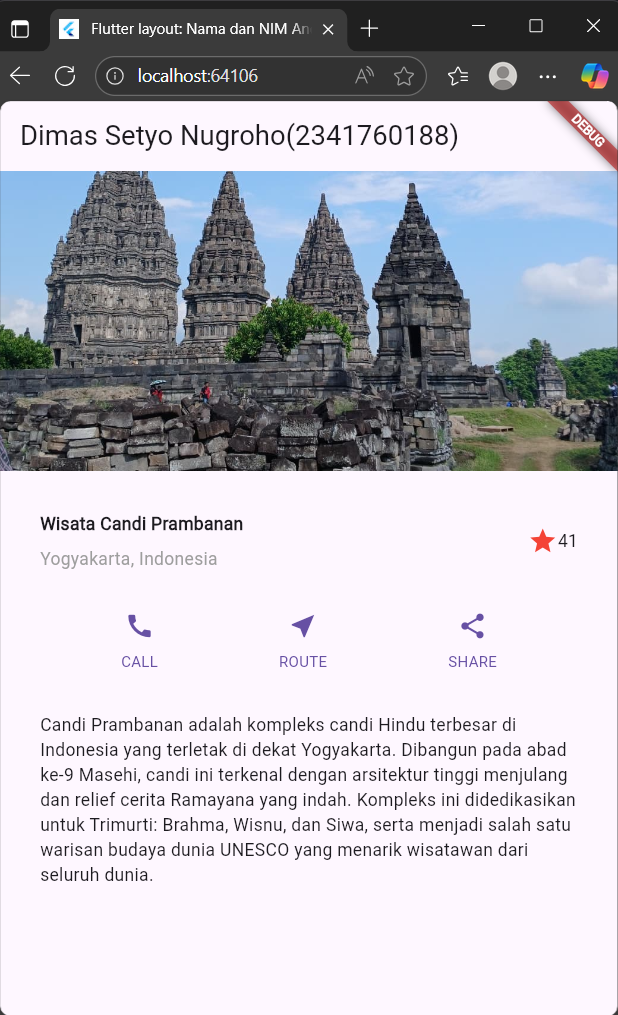 Flutter layout: Nama dan NIM An
localhost:64106
Dimas Setyo Nugroho(2341760188)
DEBUG
Wisata Candi Prambanan
Yogyakarta, Indonesia
41
CALL
ROUTE
SHARE
Candi Prambanan adalah kompleks candi Hindu terbesar di
Indonesia yang terletak di dekat Yogyakarta. Dibangun pada abad
ke-9 Masehi, candi ini terkenal dengan arsitektur tinggi menjulang
dan relief cerita Ramayana yang indah. Kompleks ini didedikasikan
untuk Trimurti: Brahma, Wisnu, dan Siwa, serta menjadi salah satu
warisan budaya dunia UNESCO yang menarik wisatawan dari
seluruh dunia.